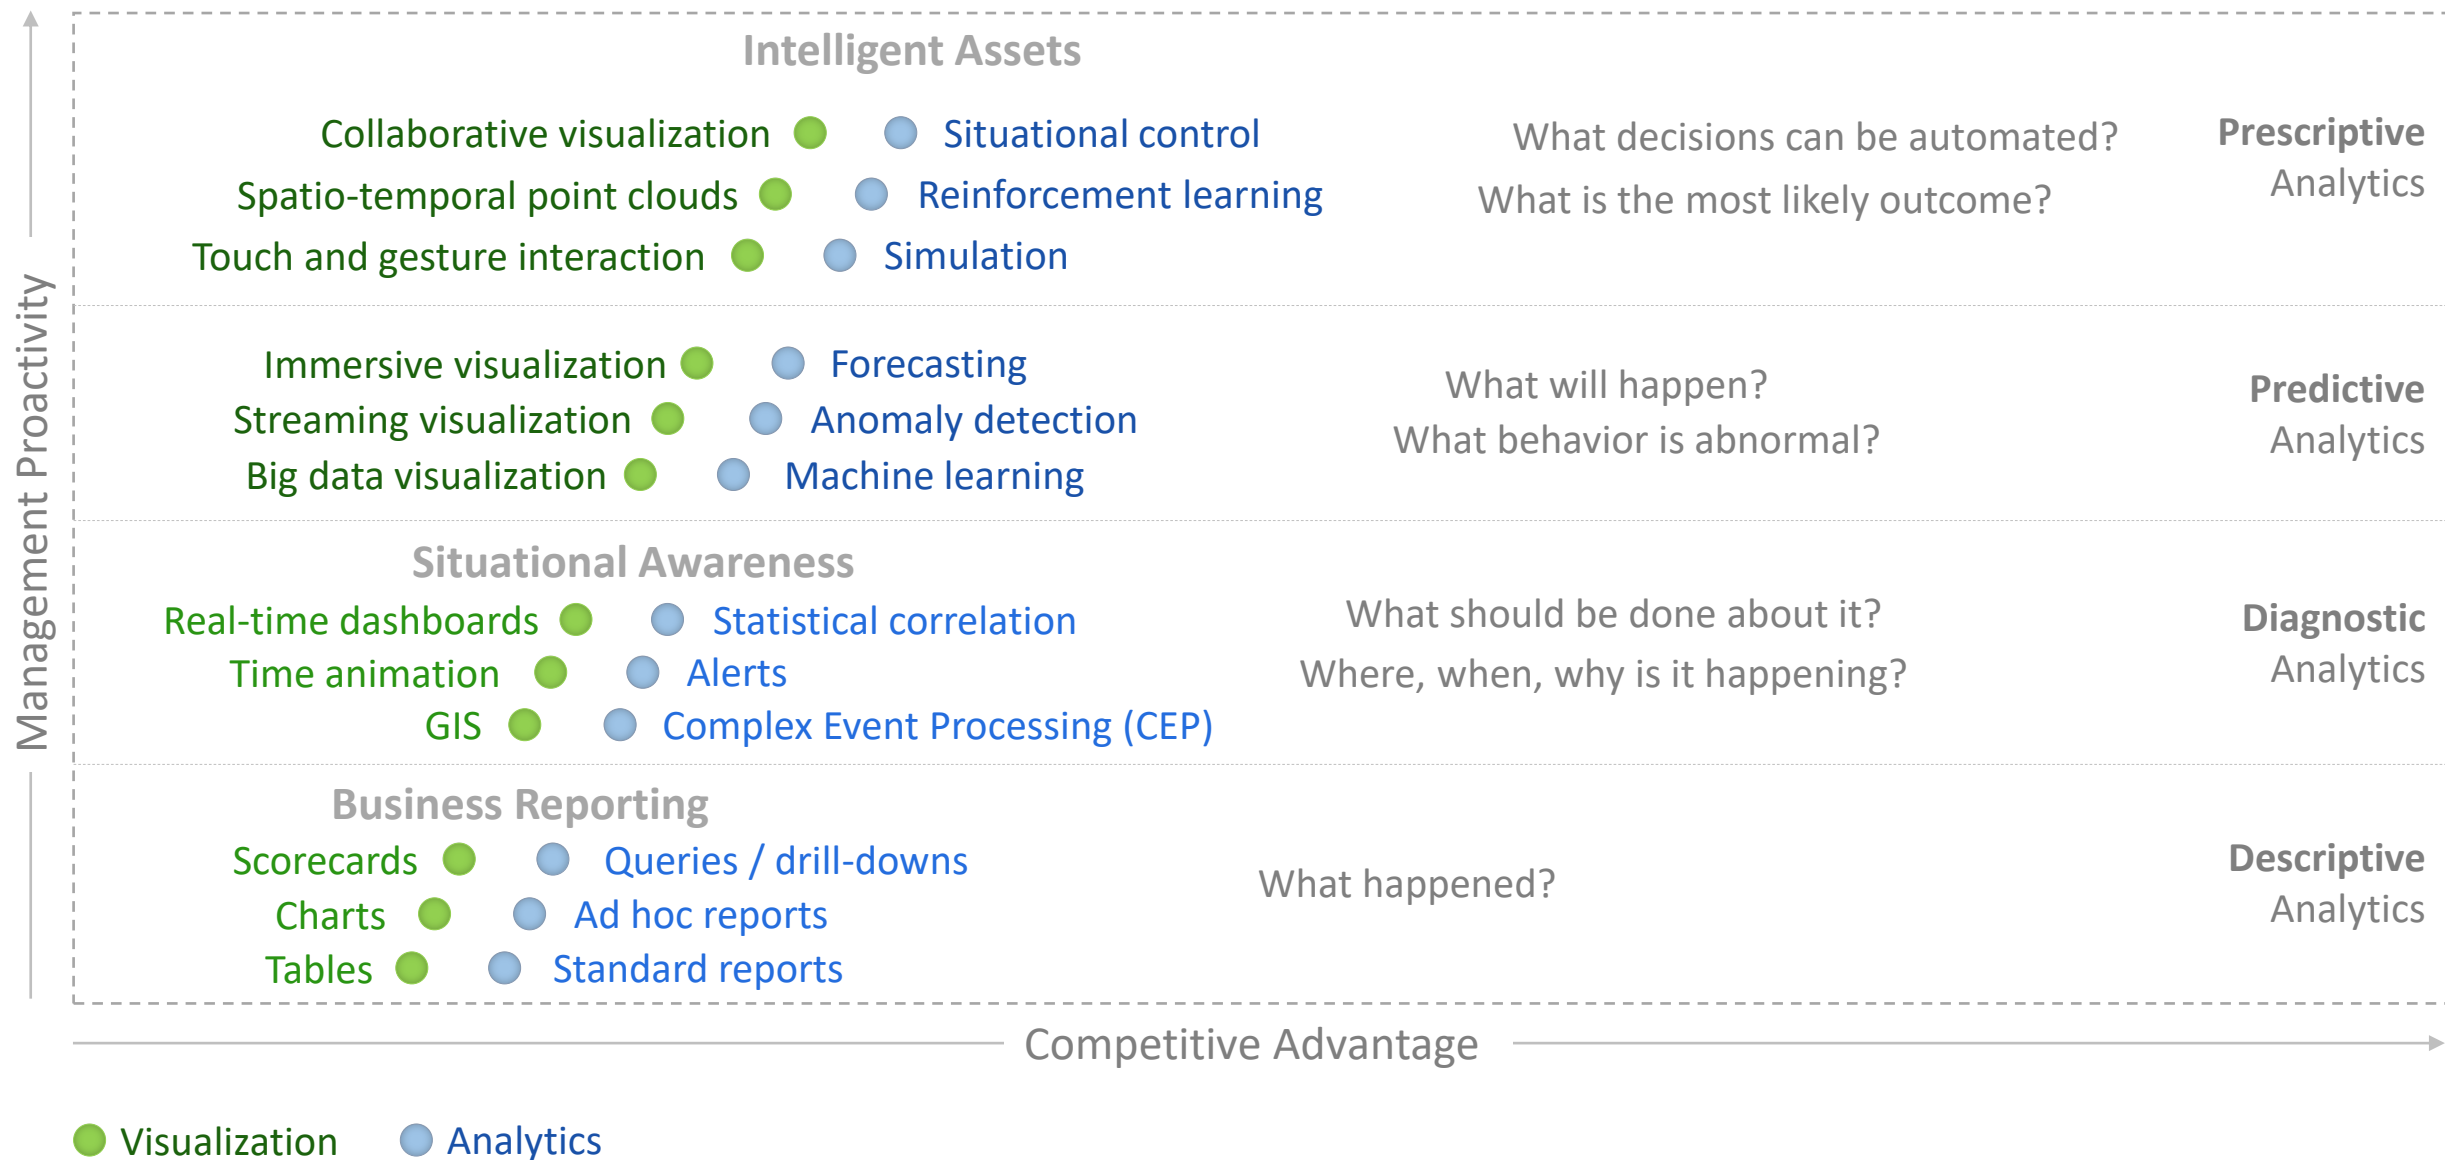 Management Proactivity
Intelligent Assets
Collaborative visualization Situational control What decisions can be automated? Prescriptive
Analytics
Spatio-temporal point clouds Reinforcement learning What is the most likely outcome?
Touch and gesture interaction Simulation
Immersive visualization Forecasting What will happen? Predictive
Streaming visualization Anomaly detection What behavior is abnormal? Analytics
Big data visualization Machine learning
Situational Awareness
Real-time dashboards Statistical correlation What should be done about it? Diagnostic
Time animation Alerts Where, when, why is it happening? Analytics
GIS Complex Event Processing (CEP)
Business Reporting
Scorecards Queries / drill-downs What happened? Descriptive
Charts Ad hoc reports Analytics
Tables Standard reports
Competitive Advantage
Visualization Analytics